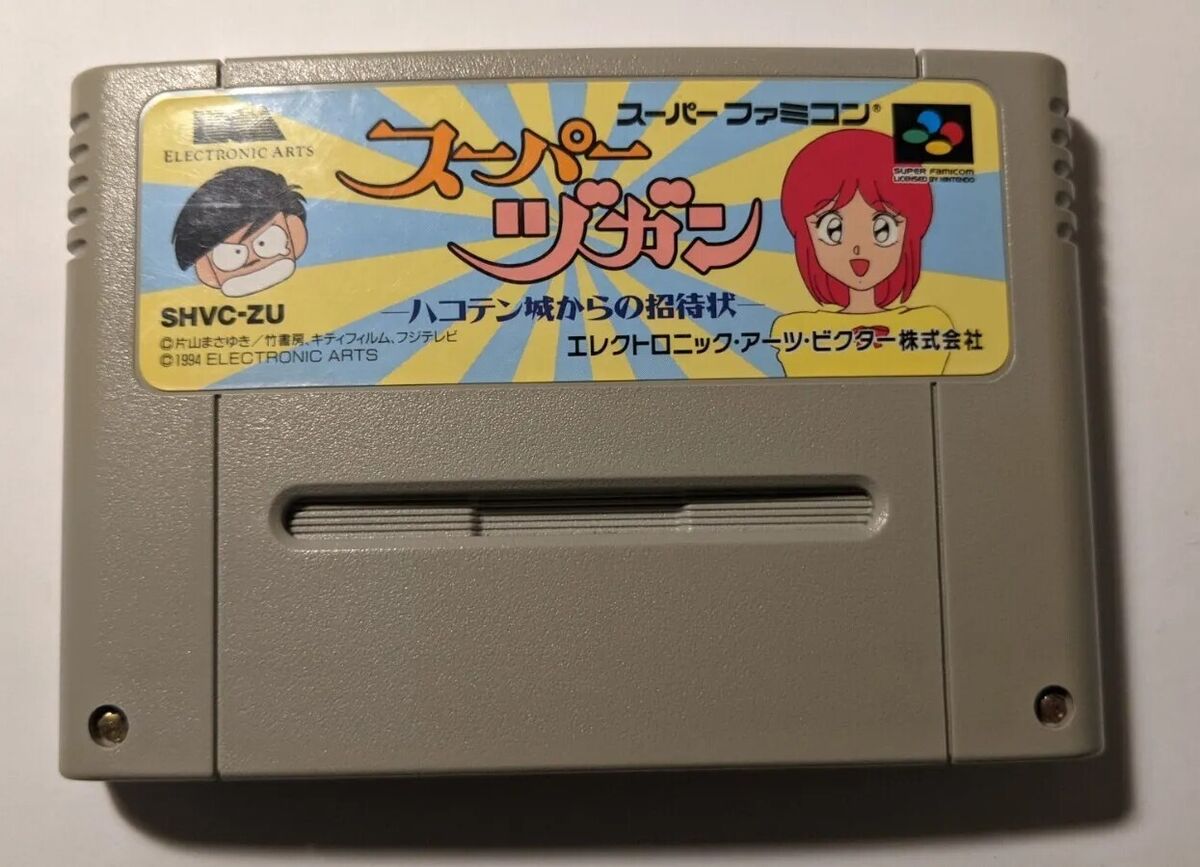 ELECTRONIC ARTS
スーパーファミコン®
SUPER FAMICOM
LICENSED BY NINTENDO
スーパー
ヅガン
—ハコテン城からの招待状—
SHVC-ZU
©片山まさゆき/竹書房、キティフィルム、フジテレビ
©1994 ELECTRONIC ARTS
エレクトロニック・アーツ・ビクター株式会社